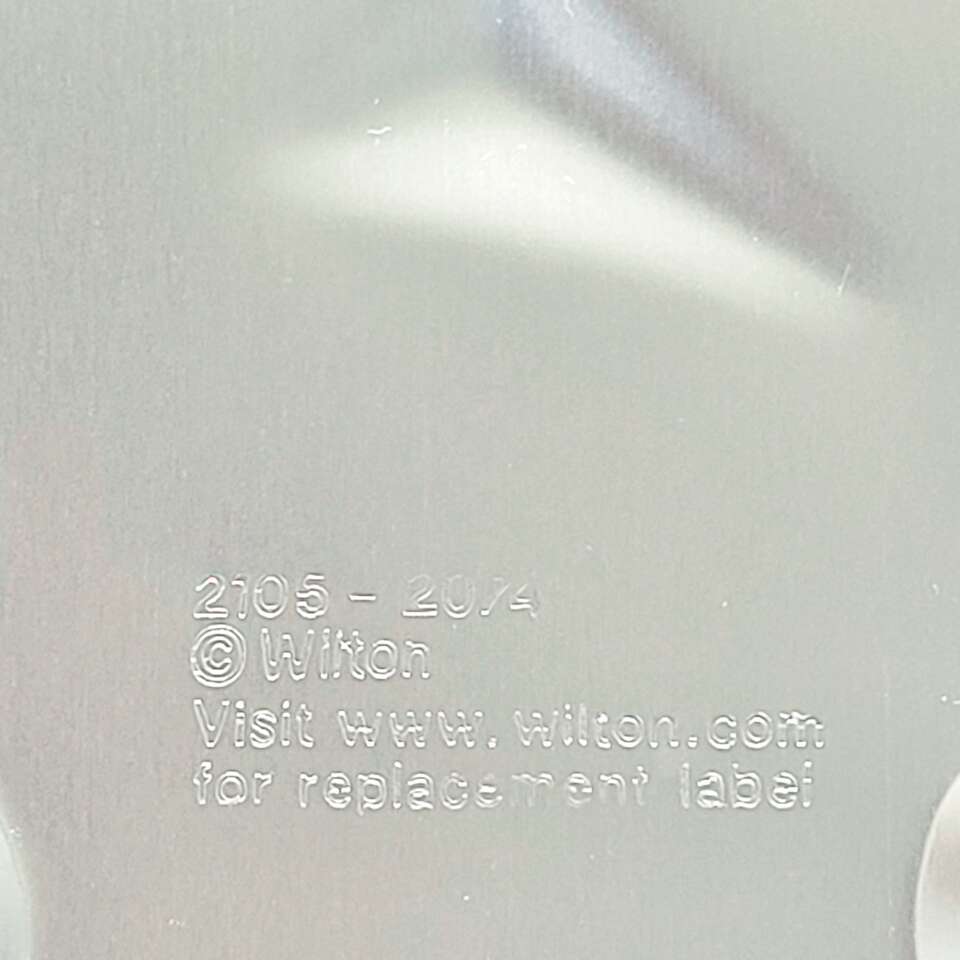 2105 - 2074
© Wilton
Visit www.wilton.com
for replacement label